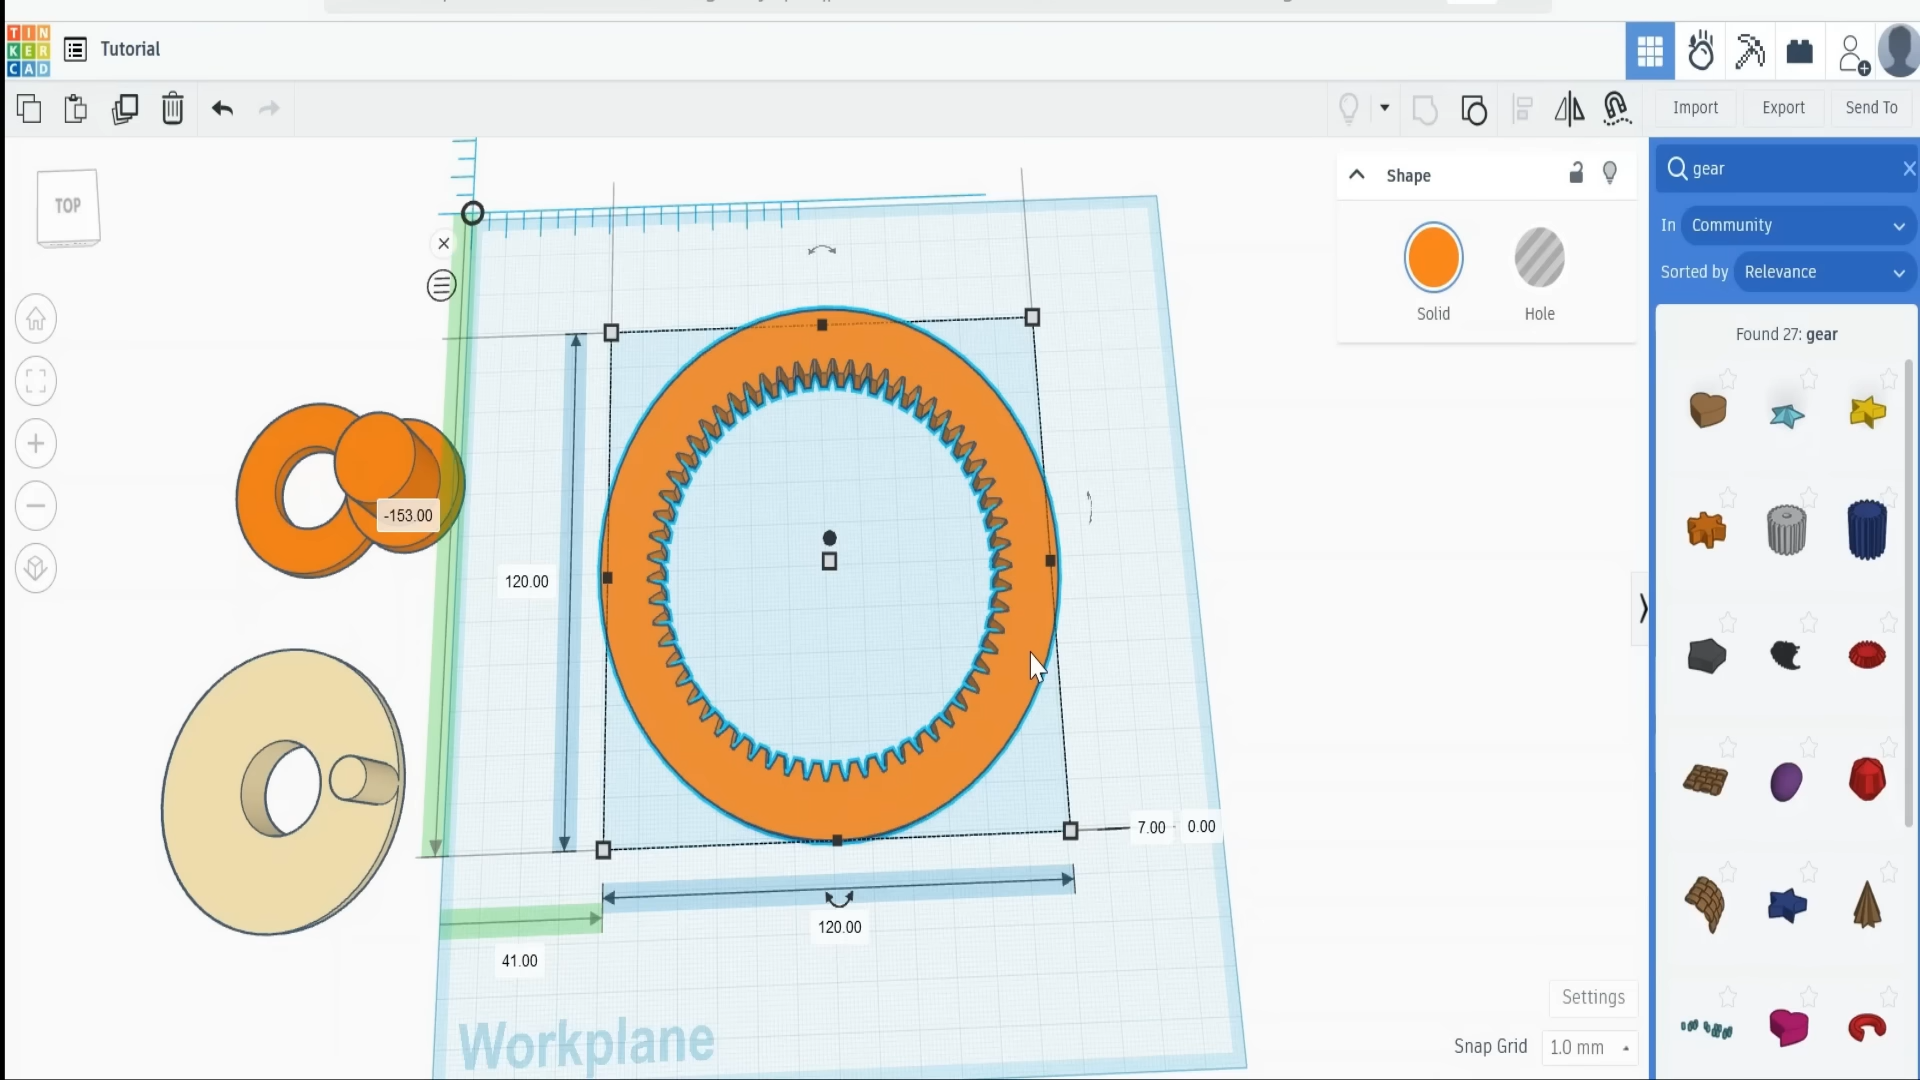 TIN
KER
CAD
Tutorial
Import
Export
Send To
TOP
Shape
Solid
Hole
gear
In
Community
Sorted by
Relevance
Found 27: gear
-153.00
120.00
7.00
0.00
120.00
41.00
Workplane
Settings
Snap Grid
1.0 mm